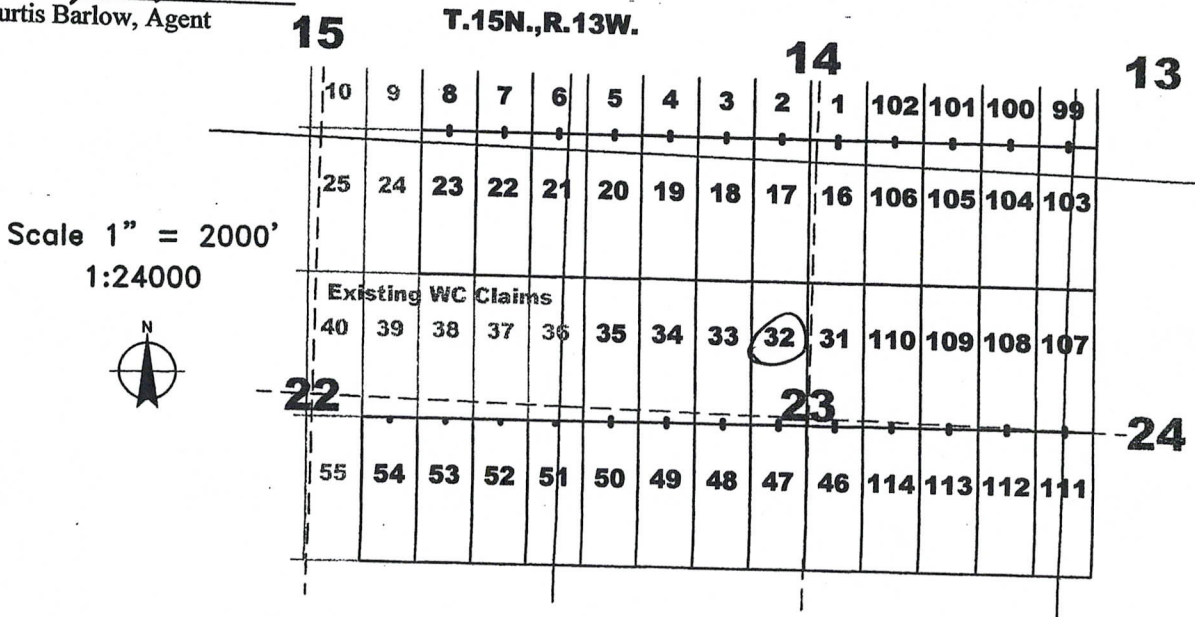 urtis Barlow, Agent
T.15N.,R.13W.
15
14
13
10 9 8 7 6 5 4 3 2 1 102 101 100 99
25 24 23 22 21 20 19 18 17 16 106 105 104 103
Scale 1" = 2000'
1:24000
Existing WC Claims
40 39 38 37 36 35 34 33 32 31 110 109 108 107
N
22
23
24
55 54 53 52 51 50 49 48 47 46 114 113 112 111